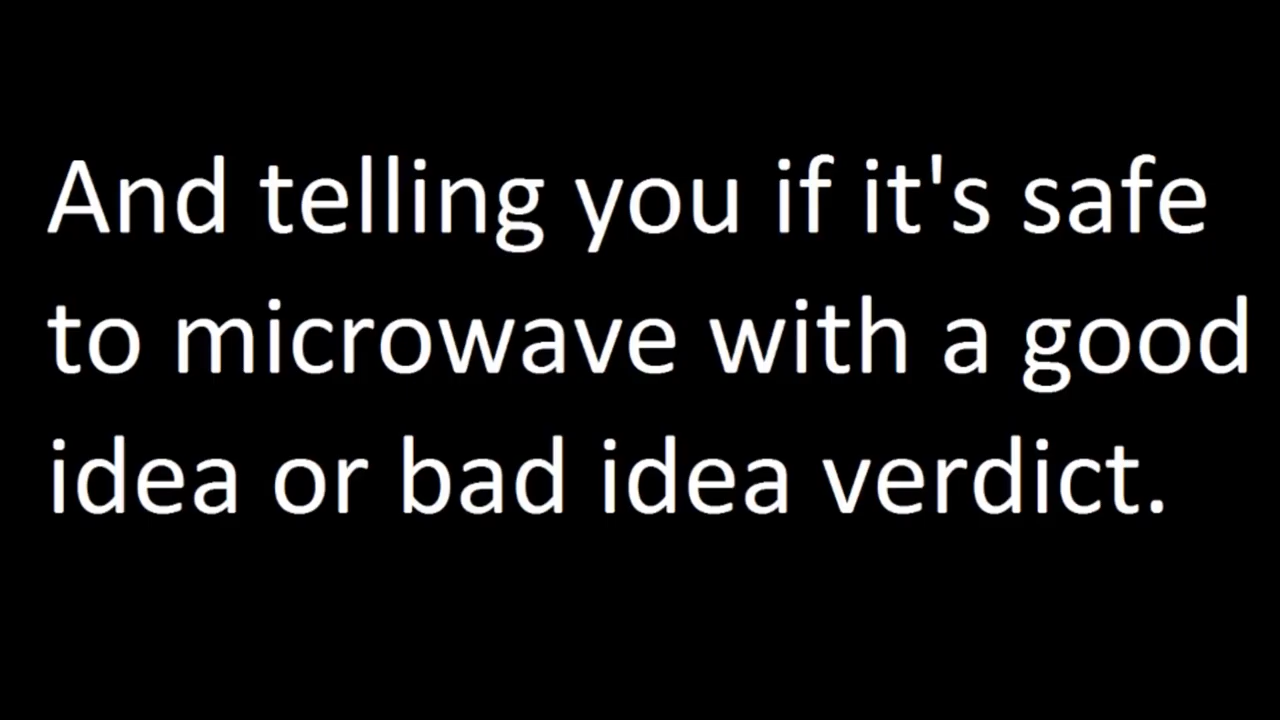 And telling you if it's safe
to microwave with a good
idea or bad idea verdict.